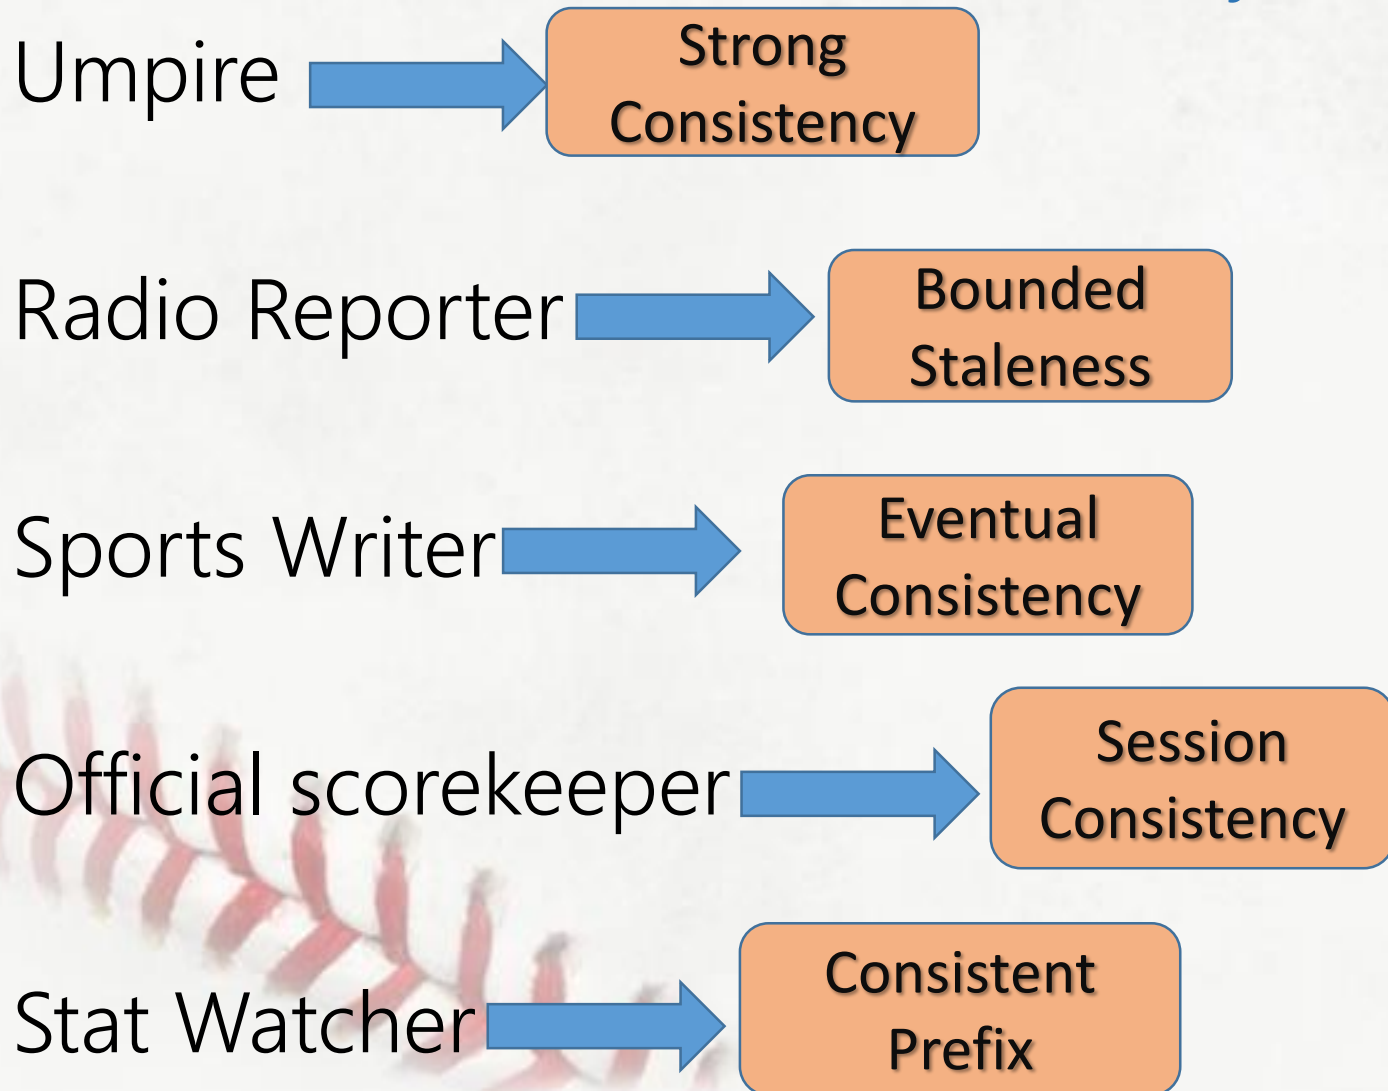 Umpire
Strong
Consistency
Radio Reporter
Bounded
Staleness
Sports Writer
Eventual
Consistency
Official scorekeeper
Session
Consistency
Stat Watcher
Consistent
Prefix